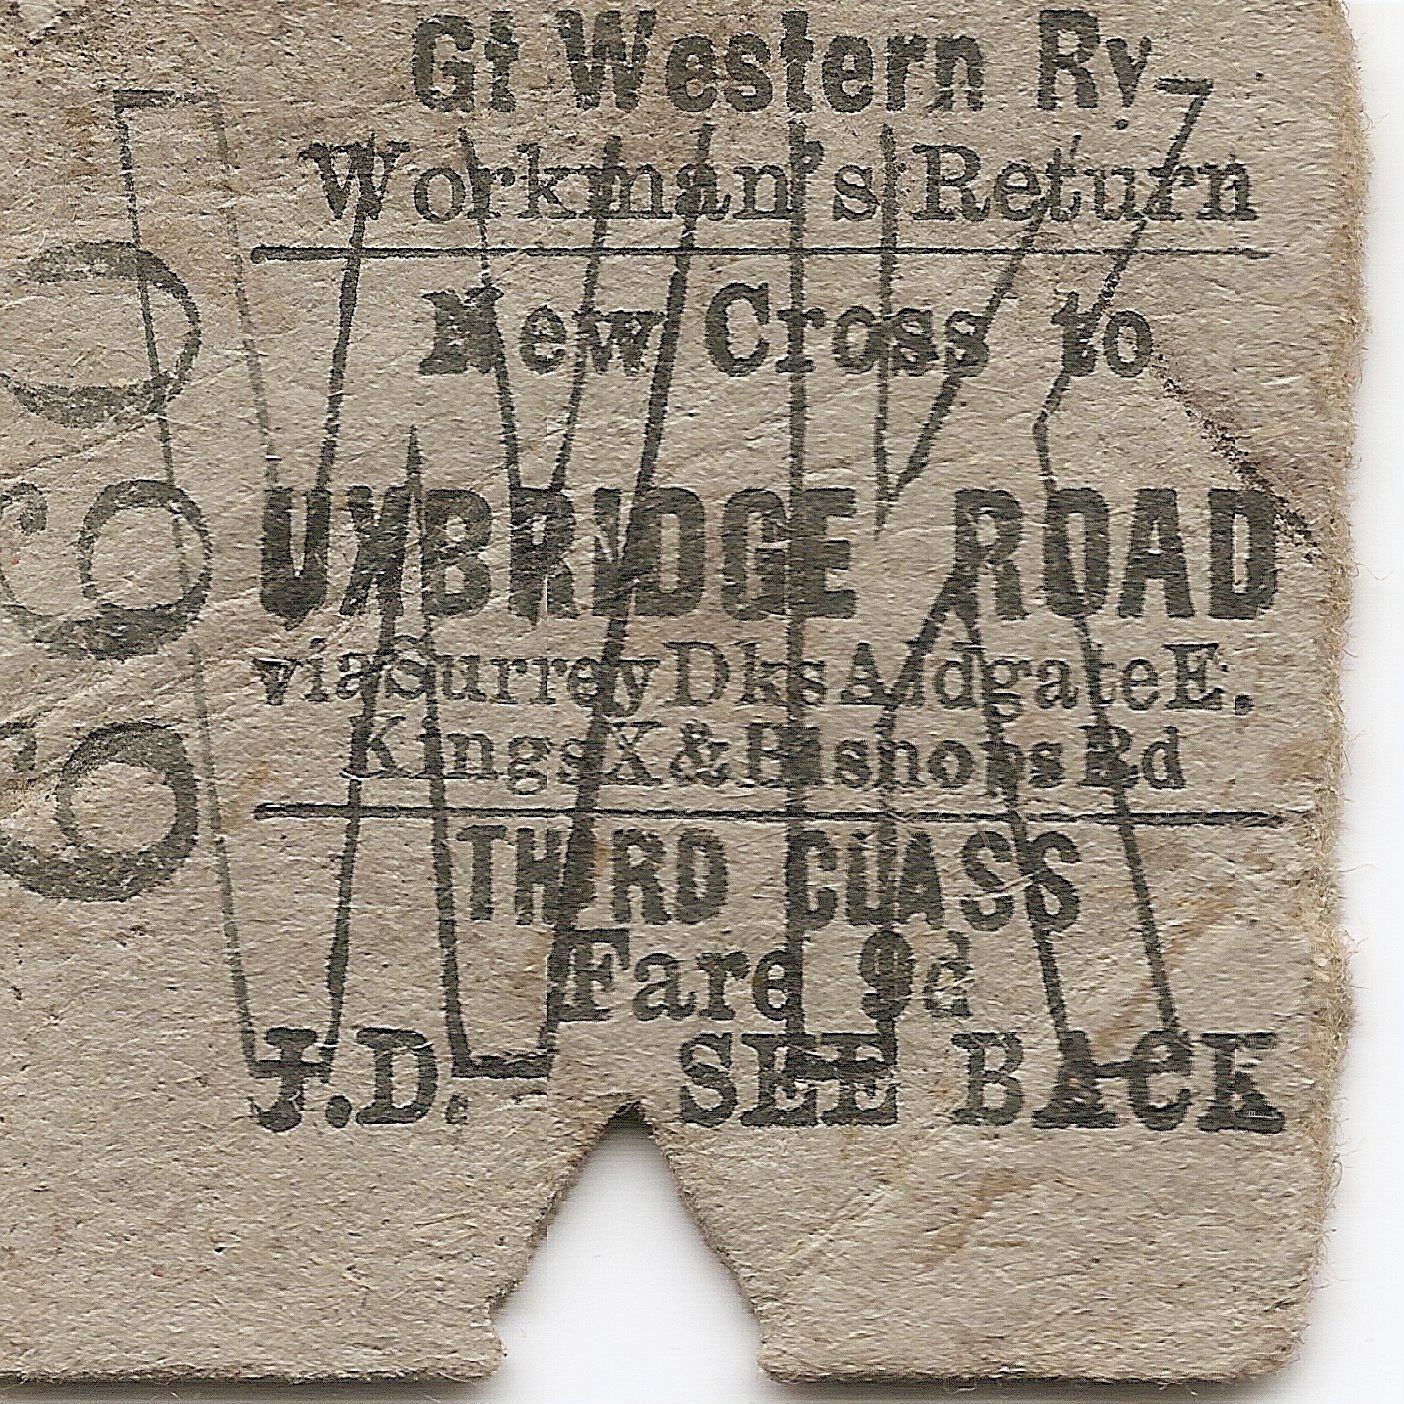 Gt Western Ry
Workman's Return
New Cross to
UXBRIDGE ROAD
via Surrey Dks Aldgate E.
Kings X & Bishops Rd
THIRD CLASS
Fare 9d
J.D. SEE BACK
WK